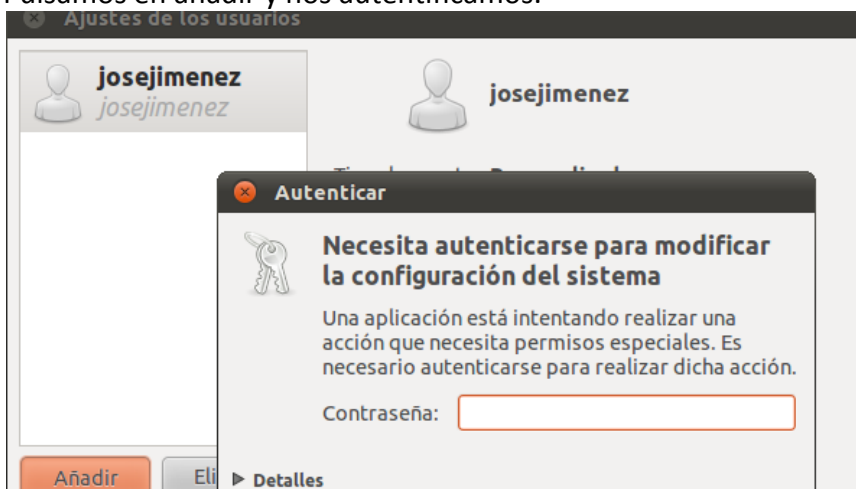 Ajustes de los usuarios
josejimenez
josejimenez
josejimenez
Autenticar
Necesita autenticarse para modificar
la configuración del sistema
Una aplicación está intentando realizar una
acción que necesita permisos especiales. Es
necesario autenticarse para realizar dicha acción.
Contraseña:
Añadir
Eli
Detalles